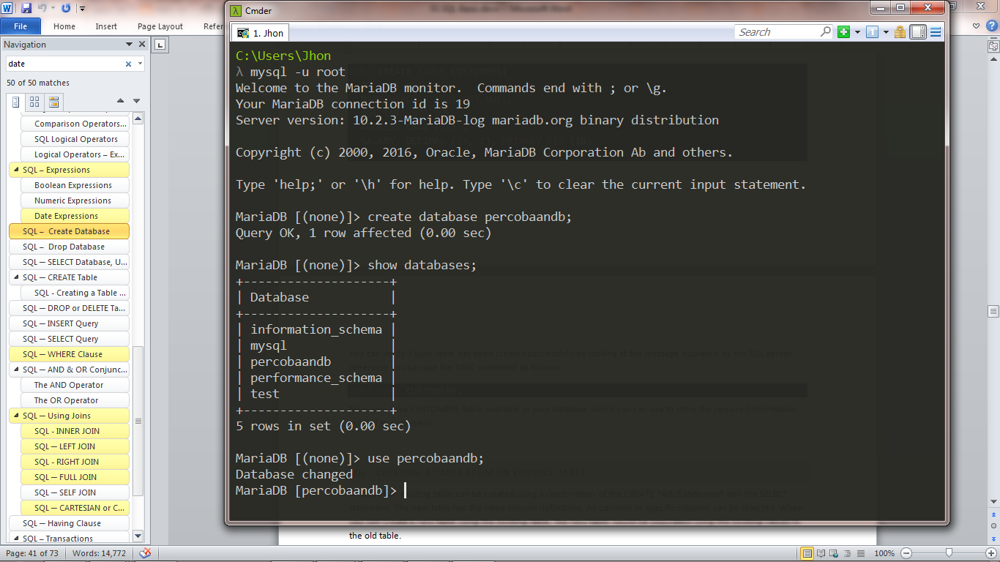 Cmder
File
Home
Insert
Page Layout
Refer
1. Jhon
Search
Navigation
date
50 of 50 matches
Comparison Operators...
SQL Logical Operators
Logical Operators – Ex...
SQL – Expressions
Boolean Expressions
Numeric Expressions
Date Expressions
SQL – Create Database
SQL – Drop Database
SQL — SELECT Database, U...
SQL — CREATE Table
SQL - Creating a Table ...
SQL — DROP or DELETE Ta...
SQL — INSERT Query
SQL — SELECT Query
SQL — WHERE Clause
SQL — AND & OR Conjunc...
The AND Operator
The OR Operator
SQL — Using Joins
SQL - INNER JOIN
SQL — LEFT JOIN
SQL - RIGHT JOIN
SQL — FULL JOIN
SQL — SELF JOIN
SQL — CARTESIAN or C...
SQL — Having Clause
SQL – Transactions
C:\Users\Jhon
λ mysql -u root
Welcome to the MariaDB monitor.  Commands end with ; or \g.
Your MariaDB connection id is 19
Server version: 10.2.3-MariaDB-log mariadb.org binary distribution
Copyright (c) 2000, 2016, Oracle, MariaDB Corporation Ab and others.
Type 'help;' or '\h' for help. Type '\c' to clear the current input statement.
MariaDB [(none)]> create database percobaandb;
Query OK, 1 row affected (0.00 sec)
MariaDB [(none)]> show databases;
+--------------------+
| Database           |
+--------------------+
| information_schema |
| mysql              |
| percobaandb        |
| performance_schema |
| test               |
+--------------------+
5 rows in set (0.00 sec)
MariaDB [(none)]> use percobaandb;
Database changed
MariaDB [percobaandb]>
the old table.
Page: 41 of 73
Words: 14,772
100%